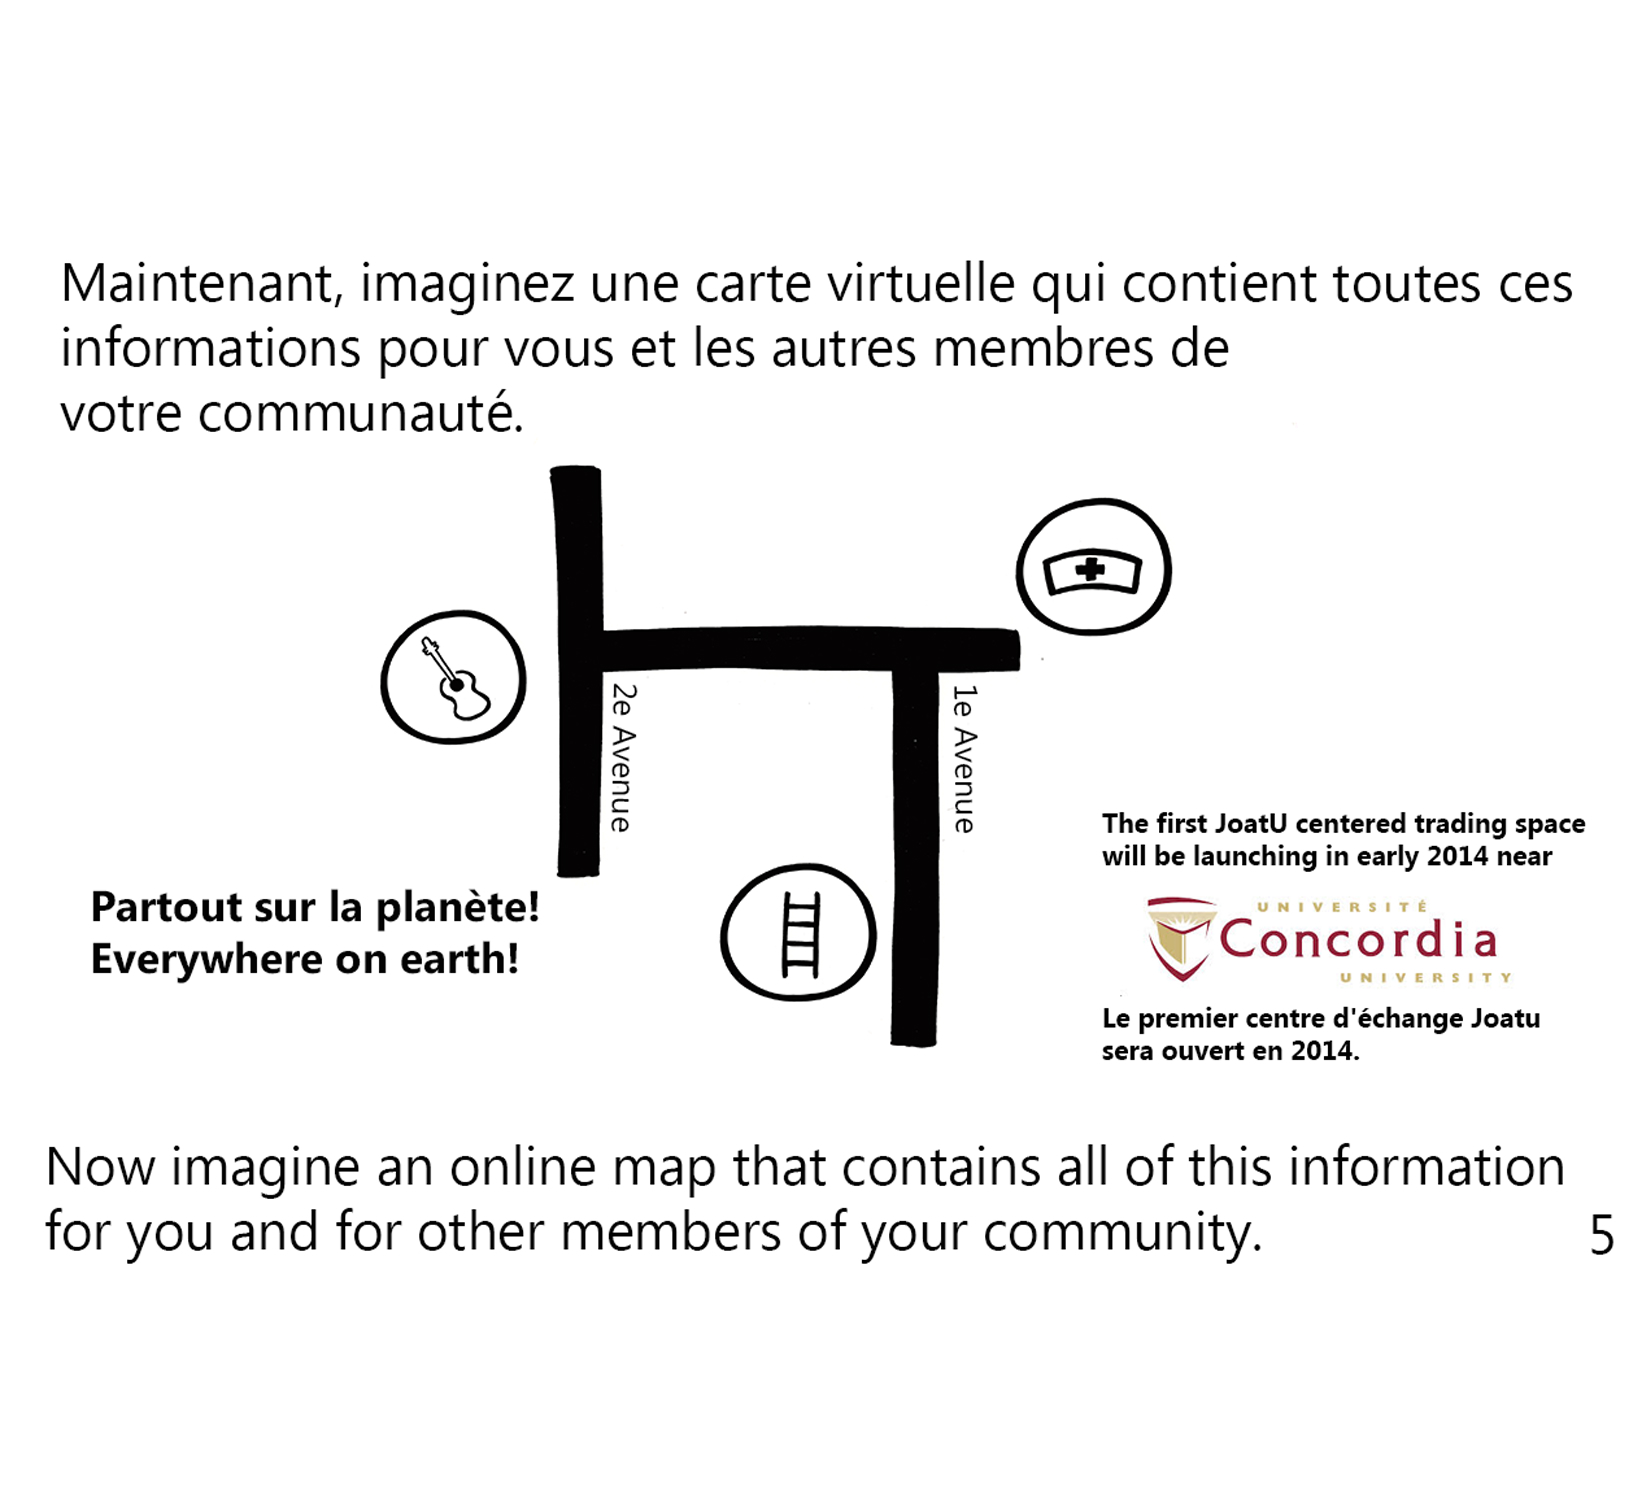 Maintenant, imaginez une carte virtuelle qui contient toutes ces
informations pour vous et les autres membres de
votre communauté.
2e Avenue
1e Avenue
Partout sur la planète!
Everywhere on earth!
The first JoatU centered trading space
will be launching in early 2014 near
UNIVERSITÉ
Concordia
UNIVERSITY
Le premier centre d'échange Joatu
sera ouvert en 2014.
Now imagine an online map that contains all of this information
for you and for other members of your community.
5